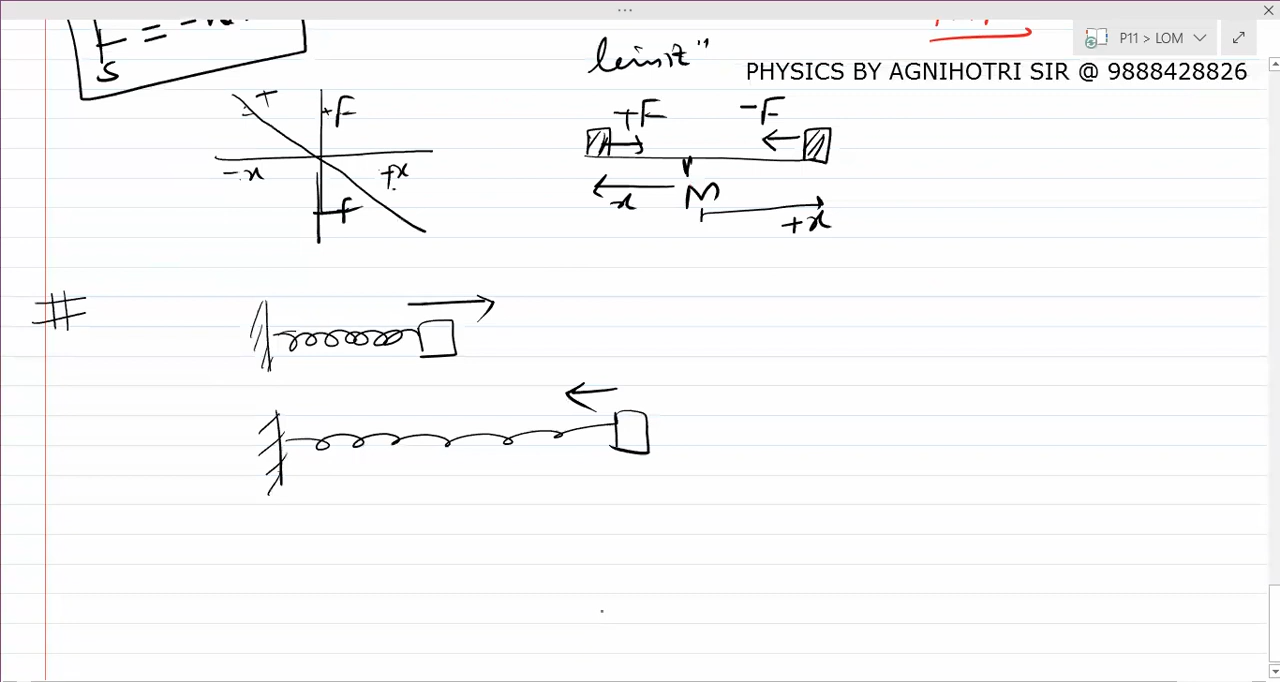 limit"
P11 > LOM
PHYSICS BY AGNIHOTRI SIR @ 9888428826
+F
+F -F
-x +x
x M +x
-F
#